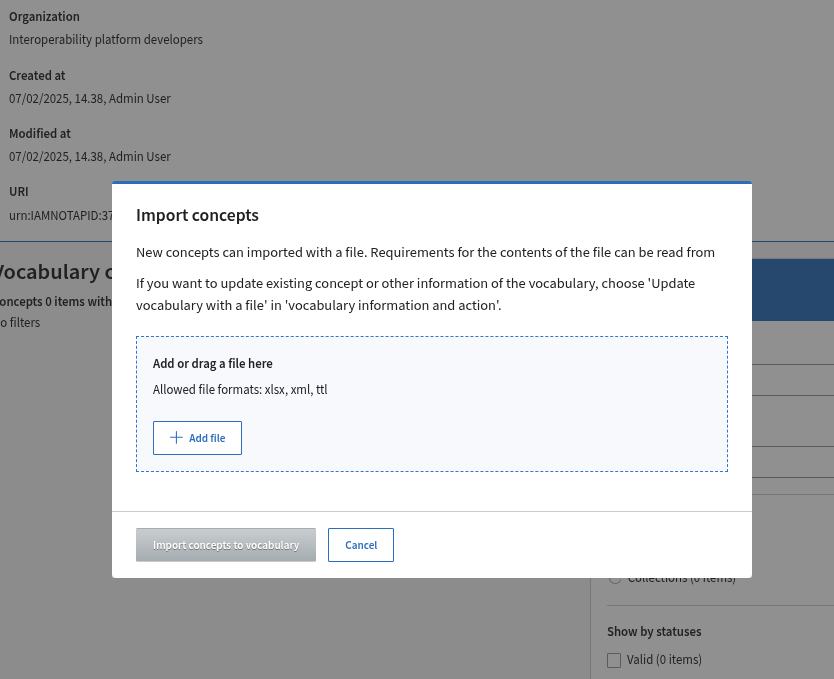 Organization
Interoperability platform developers
Created at
07/02/2025, 14.38, Admin User
Modified at
07/02/2025, 14.38, Admin User
URI
urn:IAMNOTAPID:37
Vocabulary c
oncepts 0 items with
o filters
Import concepts
New concepts can imported with a file. Requirements for the contents of the file can be read from
If you want to update existing concept or other information of the vocabulary, choose 'Update
vocabulary with a file' in 'vocabulary information and action'.
Add or drag a file here
Allowed file formats: xlsx, xml, ttl
Add file
Import concepts to vocabulary
Cancel
Collections (0 items)
Show by statuses
Valid (0 items)